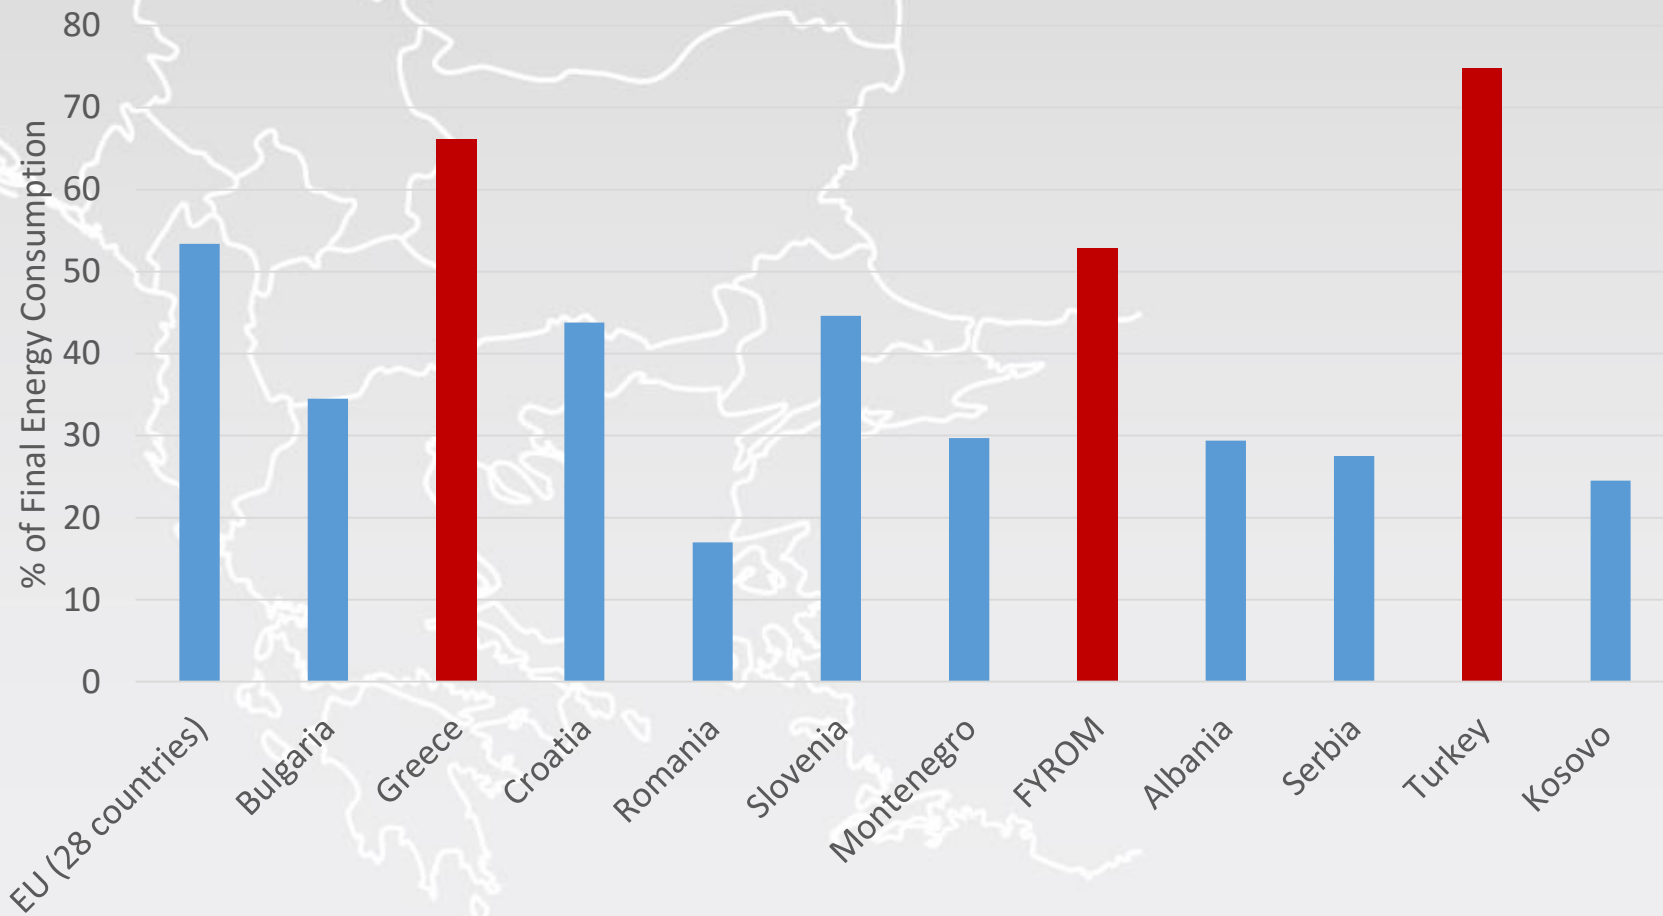 80
70
60
50
40
30
20
10
0
% of Final Energy Consumption
EU (28 countries)
Bulgaria
Greece
Croatia
Romania
Slovenia
Montenegro
FYROM
Albania
Serbia
Turkey
Kosovo